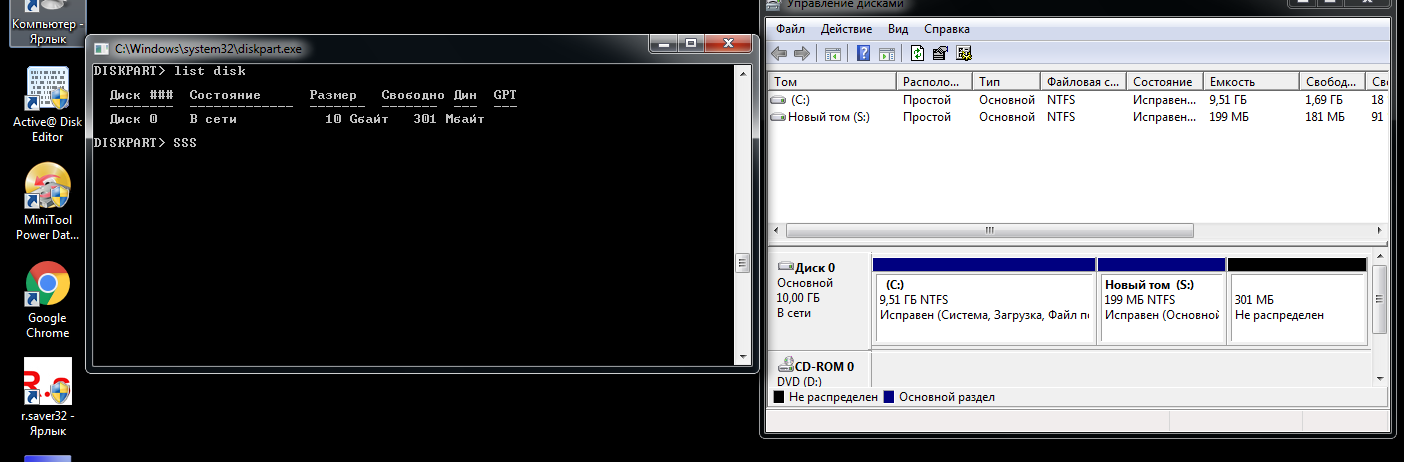 Компьютер -
Ярлык
Active@ Disk
Editor
MiniTool
Power Dat...
Google
Chrome
R.s
r.saver32 -
Ярлык
C:\Windows\system32\diskpart.exe
DISKPART> list disk
Диск ### Состояние Размер Свободно Дин GPT
-------- ------------- ------- ------- --- ---
Диск 0 В сети 10 Gбайт 301 Mбайт
DISKPART> SSS
Управление дисками
Файл Действие Вид Справка
Том Располо... Тип Файловая с... Состояние Емкость Свобод... Сво
(C:) Простой Основной NTFS Исправен... 9,51 ГБ 1,69 ГБ 18
Новый том (S:) Простой Основной NTFS Исправен... 199 МБ 181 МБ 91
Диск 0
Основной
10,00 ГБ
В сети
(C:)
9,51 ГБ NTFS
Исправен (Система, Загрузка, Файл по
Новый том (S:)
199 МБ NTFS
Исправен (Основной
301 МБ
Не распределен
CD-ROM 0
DVD (D:)
Не распределен Основной раздел